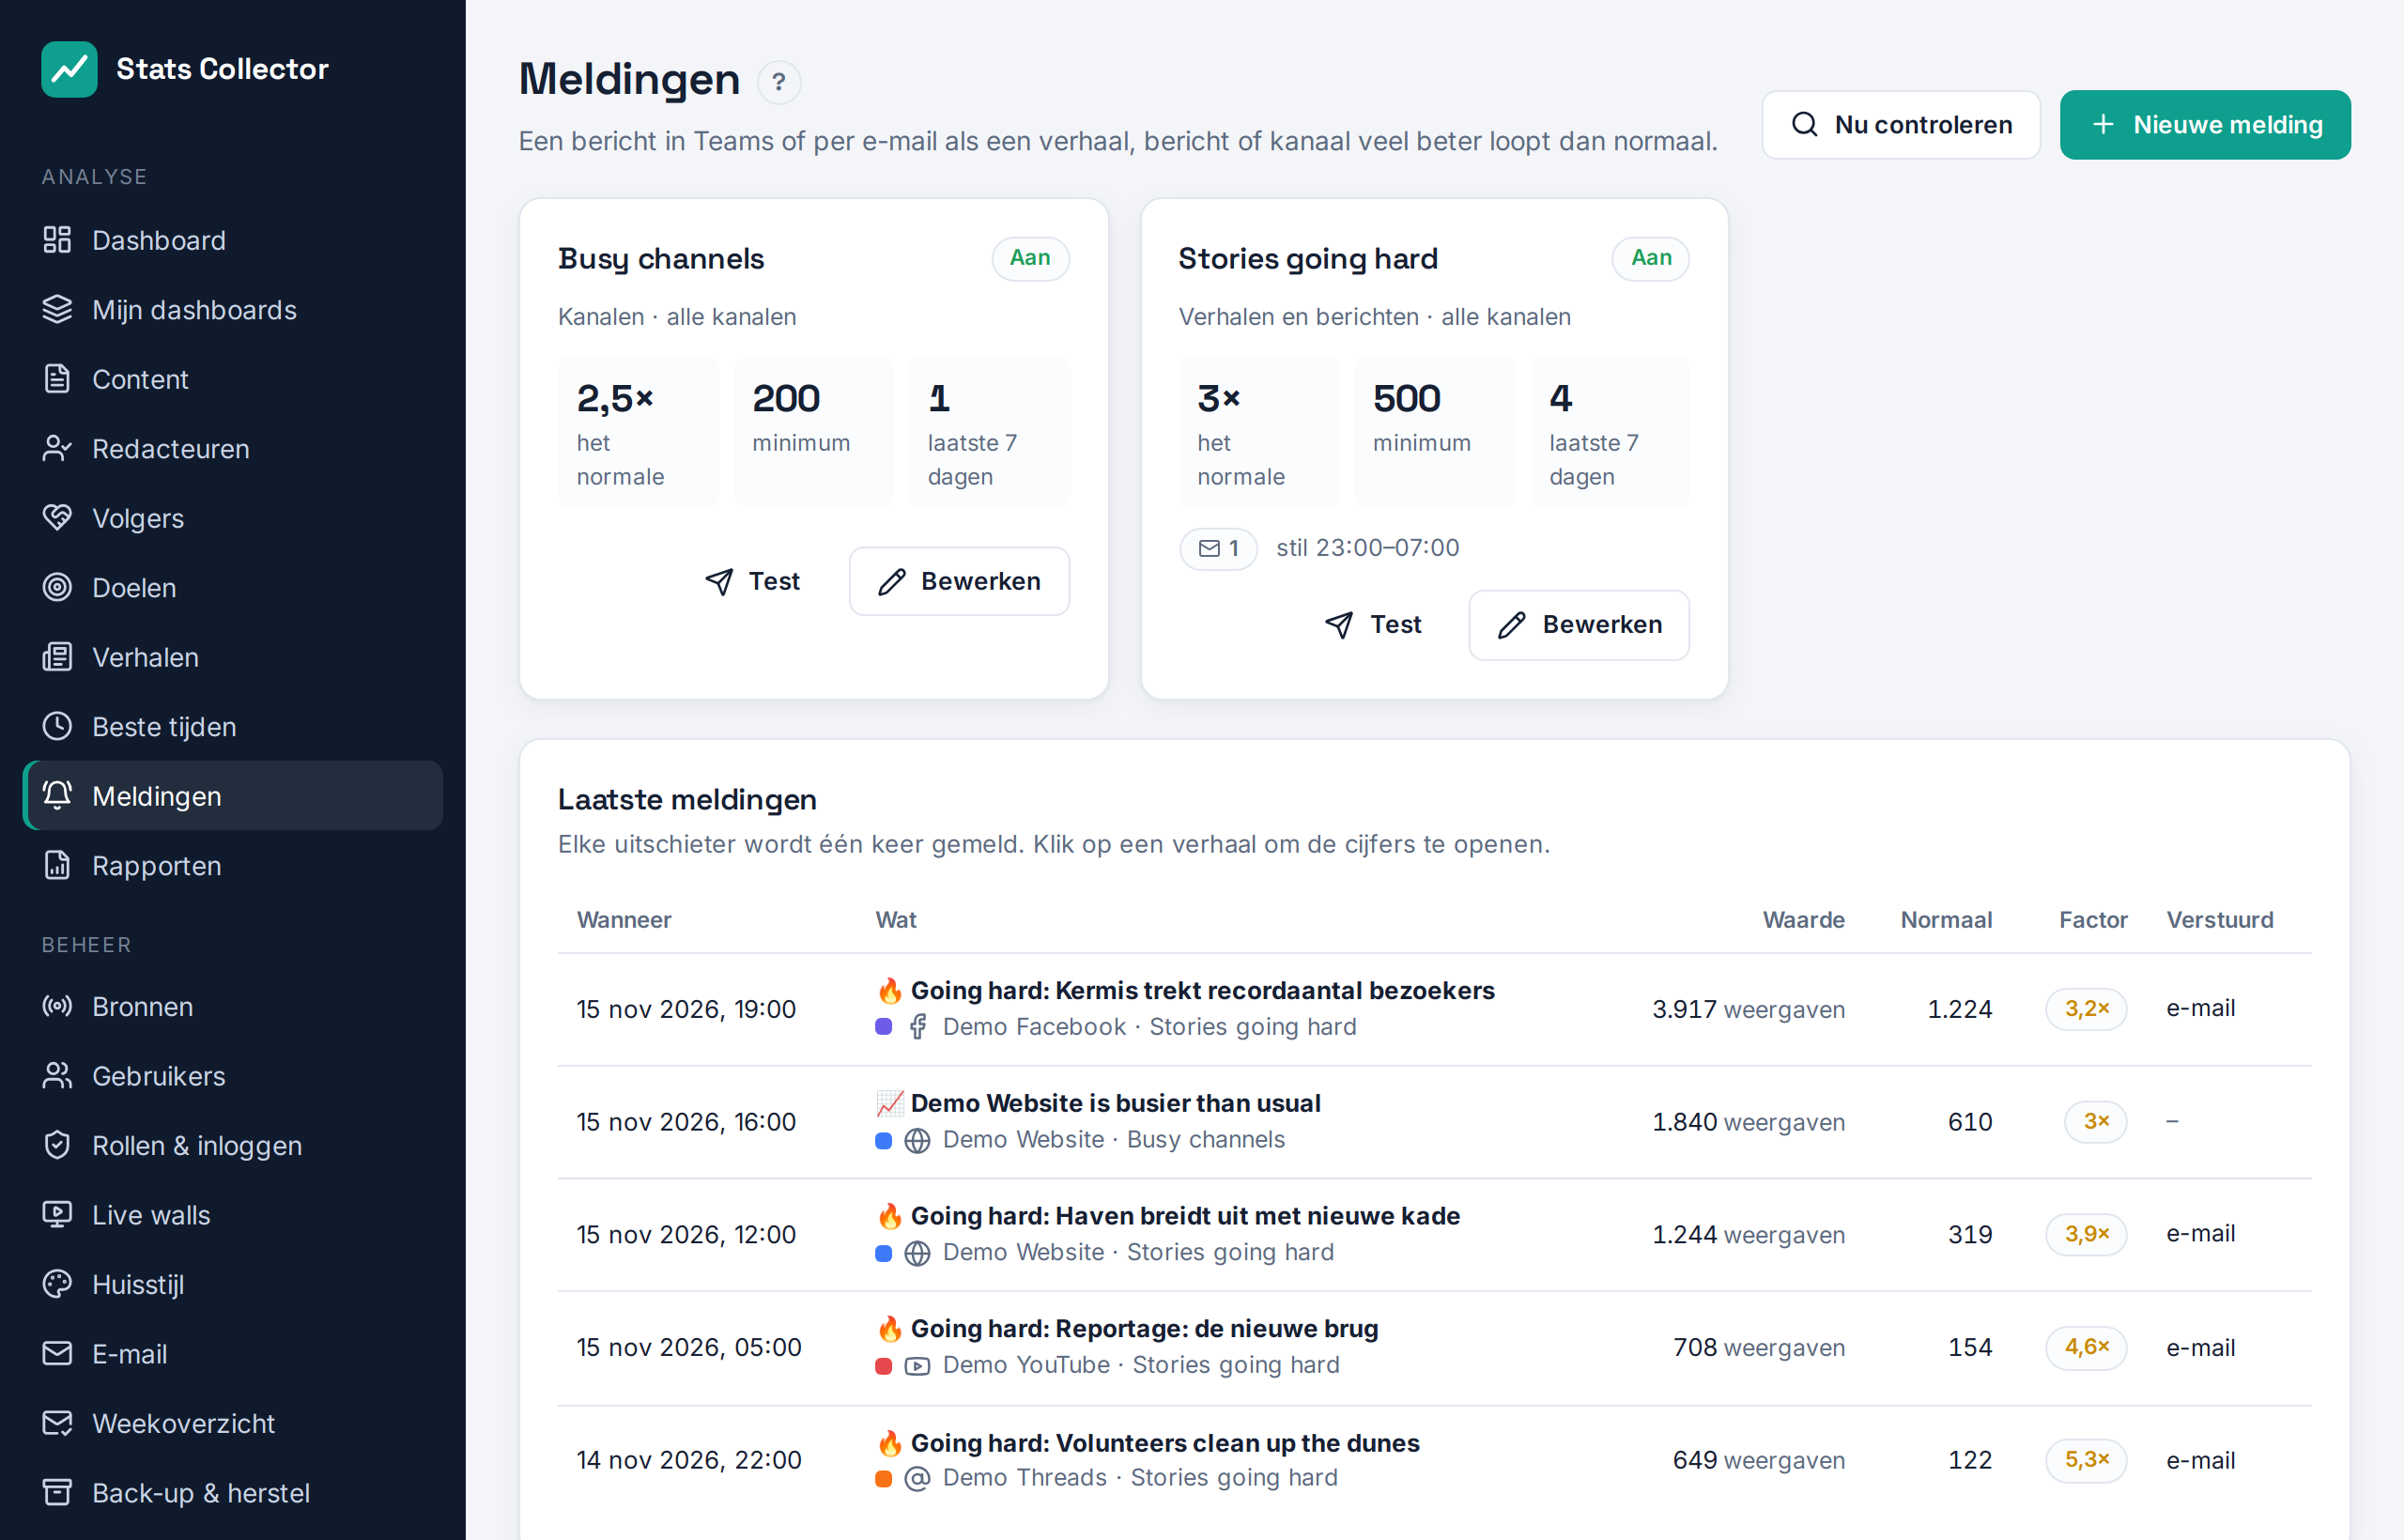 Stats Collector
ANALYSE
Dashboard
Mijn dashboards
Content
Redacteuren
Volgers
Doelen
Verhalen
Beste tijden
Meldingen
Rapporten
BEHEER
Bronnen
Gebruikers
Rollen & inloggen
Live walls
Huisstijl
E-mail
Weekoverzicht
Back-up & herstel
Meldingen ?
Een bericht in Teams of per e-mail als een verhaal, bericht of kanaal veel beter loopt dan normaal.
Nu controleren
Nieuwe melding
Busy channels Aan
Kanalen · alle kanalen
2,5× 200 1
het minimum laatste 7
normale dagen
Test Bewerken
Stories going hard Aan
Verhalen en berichten · alle kanalen
3× 500 4
het minimum laatste 7
normale dagen
1 stil 23:00–07:00
Test Bewerken
Laatste meldingen
Elke uitschieter wordt één keer gemeld. Klik op een verhaal om de cijfers te openen.
Wanneer Wat Waarde Normaal Factor Verstuurd
15 nov 2026, 19:00 🔥 Going hard: Kermis trekt recordaantal bezoekers 3.917 weergaven 1.224 3,2× e-mail
Demo Facebook · Stories going hard
15 nov 2026, 16:00 📈 Demo Website is busier than usual 1.840 weergaven 610 3× –
Demo Website · Busy channels
15 nov 2026, 12:00 🔥 Going hard: Haven breidt uit met nieuwe kade 1.244 weergaven 319 3,9× e-mail
Demo Website · Stories going hard
15 nov 2026, 05:00 🔥 Going hard: Reportage: de nieuwe brug 708 weergaven 154 4,6× e-mail
Demo YouTube · Stories going hard
14 nov 2026, 22:00 🔥 Going hard: Volunteers clean up the dunes 649 weergaven 122 5,3× e-mail
Demo Threads · Stories going hard